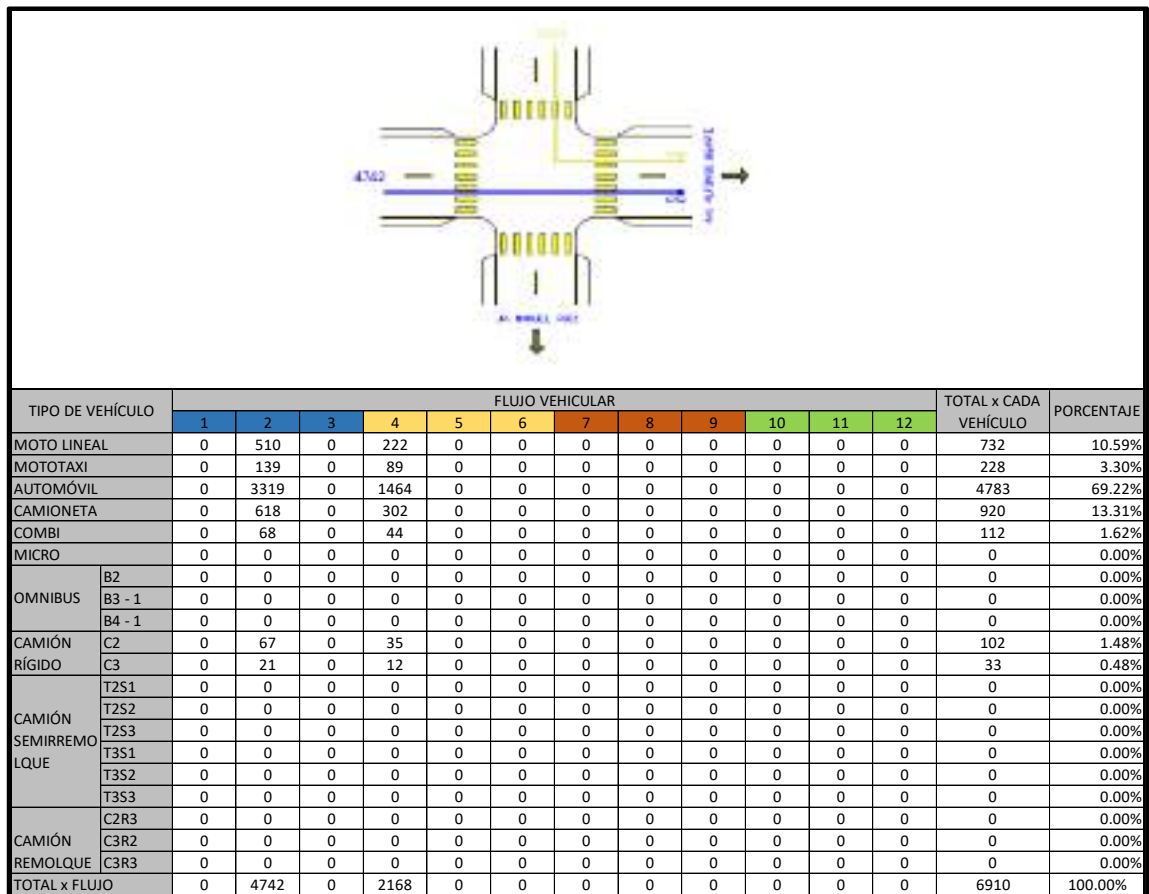 4742
TIPO DE VEHÍCULO FLUJO VEHICULAR TOTAL x CADA VEHÍCULO PORCENTAJE
1 2 3 4 5 6 7 8 9 10 11 12
MOTO LINEAL 0 510 0 222 0 0 0 0 0 0 0 0 732 10.59%
MOTOTAXI 0 139 0 89 0 0 0 0 0 0 0 0 228 3.30%
AUTOMÓVIL 0 3319 0 1464 0 0 0 0 0 0 0 0 4783 69.22%
CAMIONETA 0 618 0 302 0 0 0 0 0 0 0 0 920 13.31%
COMBI 0 68 0 44 0 0 0 0 0 0 0 0 112 1.62%
MICRO 0 0 0 0 0 0 0 0 0 0 0 0 0 0.00%
OMNIBUS B2 0 0 0 0 0 0 0 0 0 0 0 0 0 0.00%
B3 - 1 0 0 0 0 0 0 0 0 0 0 0 0 0 0.00%
B4 - 1 0 0 0 0 0 0 0 0 0 0 0 0 0 0.00%
CAMIÓN RÍGIDO C2 0 67 0 35 0 0 0 0 0 0 0 0 102 1.48%
C3 0 21 0 12 0 0 0 0 0 0 0 0 33 0.48%
CAMIÓN SEMIRREMOLQUE T2S1 0 0 0 0 0 0 0 0 0 0 0 0 0 0.00%
T2S2 0 0 0 0 0 0 0 0 0 0 0 0 0 0.00%
T2S3 0 0 0 0 0 0 0 0 0 0 0 0 0 0.00%
T3S1 0 0 0 0 0 0 0 0 0 0 0 0 0 0.00%
T3S2 0 0 0 0 0 0 0 0 0 0 0 0 0 0.00%
T3S3 0 0 0 0 0 0 0 0 0 0 0 0 0 0.00%
CAMIÓN REMOLQUE C2R3 0 0 0 0 0 0 0 0 0 0 0 0 0 0.00%
C3R2 0 0 0 0 0 0 0 0 0 0 0 0 0 0.00%
C3R3 0 0 0 0 0 0 0 0 0 0 0 0 0 0.00%
TOTAL x FLUJO 0 4742 0 2168 0 0 0 0 0 0 0 0 6910 100.00%